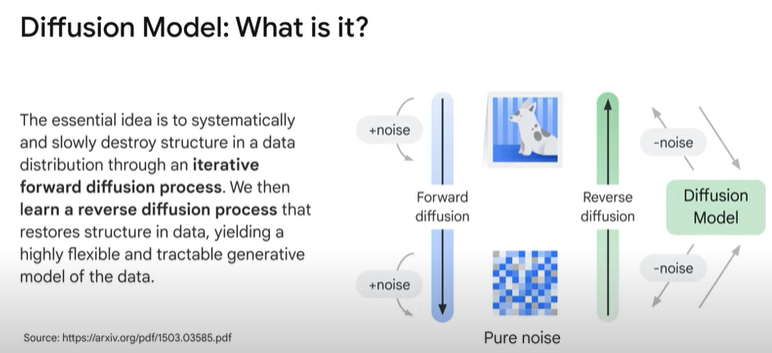 Diffusion Model: What is it?
The essential idea is to systematically
and slowly destroy structure in a data
distribution through an iterative
forward diffusion process. We then
learn a reverse diffusion process that
restores structure in data, yielding a
highly flexible and tractable generative
model of the data.
Source: https://arxiv.org/pdf/1503.03585.pdf
+noise
Forward
diffusion
+noise
Pure noise
Reverse
diffusion
-noise
Diffusion
Model
-noise